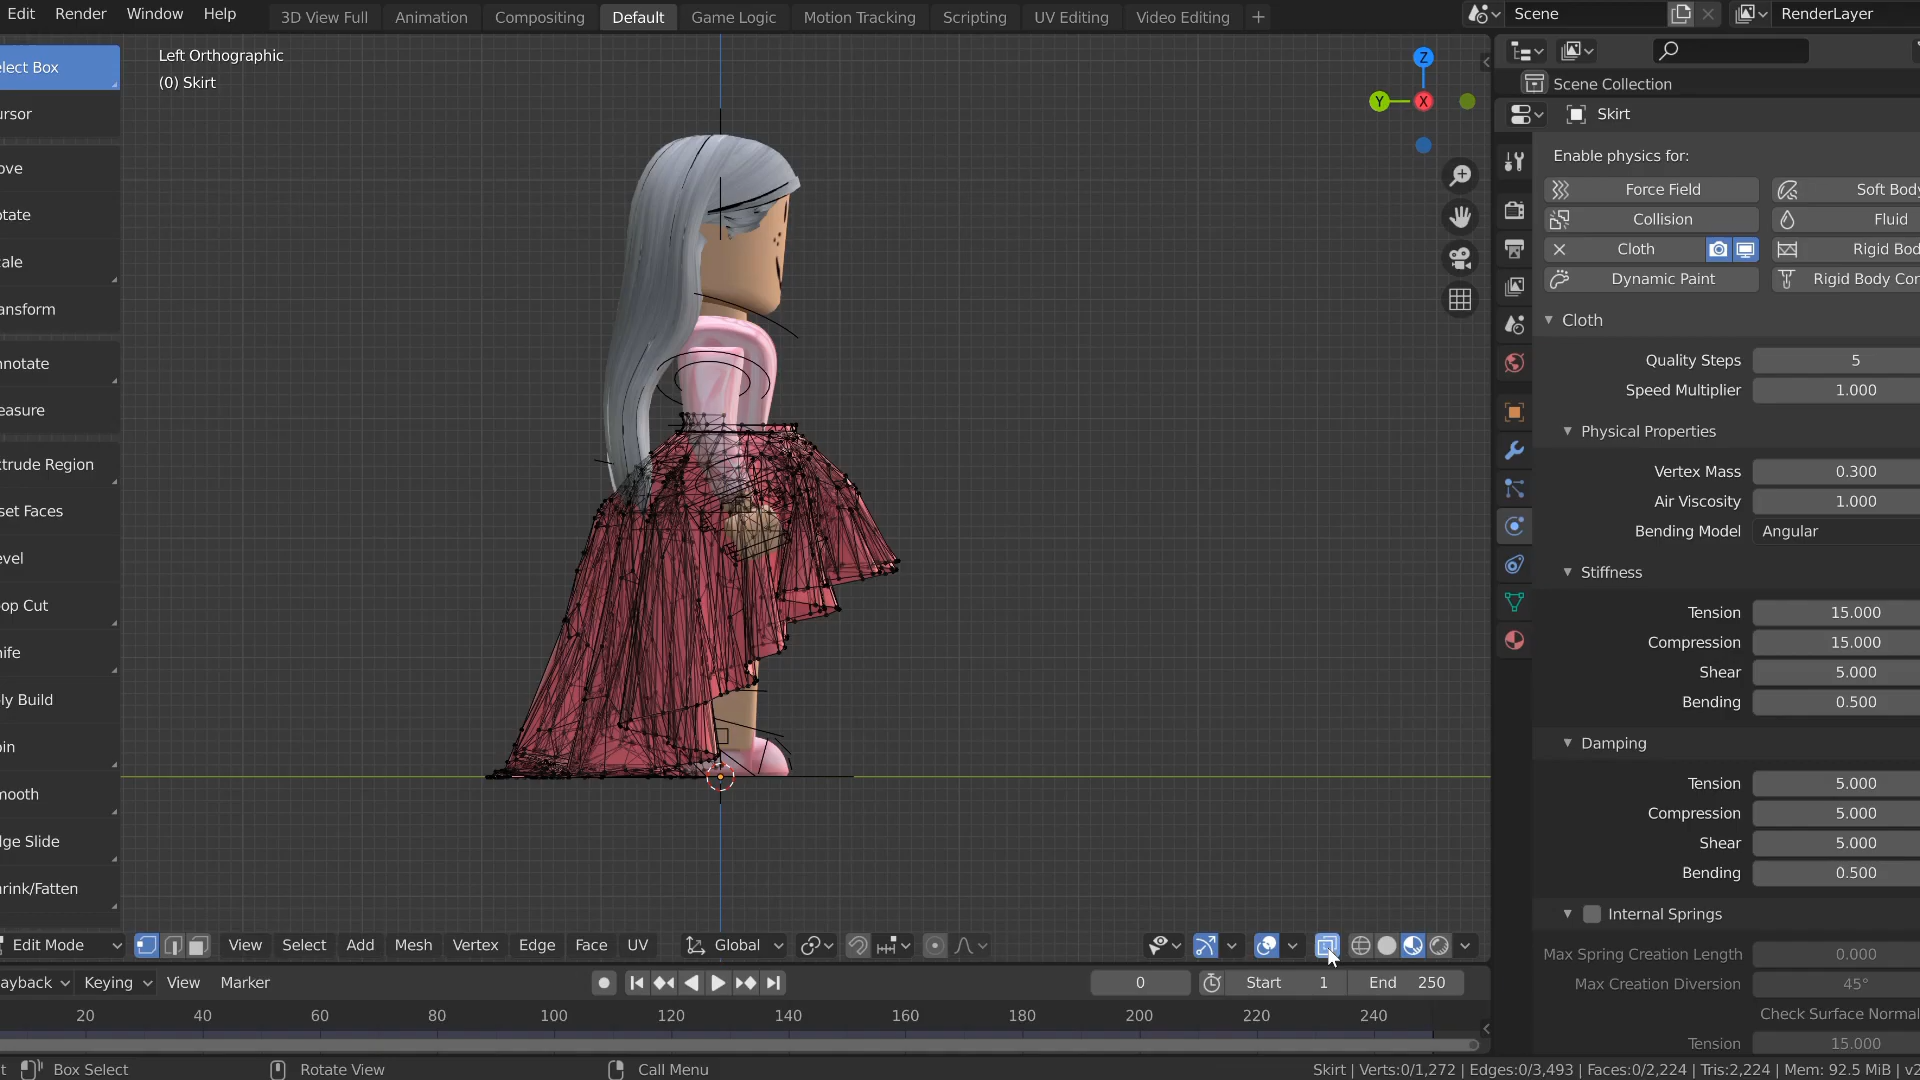 Edit Render Window Help
3D View Full Animation Compositing Default Game Logic Motion Tracking Scripting UV Editing Video Editing +
Scene
RenderLayer
Left Orthographic
(0) Skirt
Z
Y
X
elect Box
ursor
ove
otate
ale
ansform
nnotate
easure
trude Region
set Faces
evel
op Cut
nife
ly Build
in
mooth
lge Slide
rink/Fatten
Scene Collection
Skirt
Enable physics for:
Force Field Soft Body
Collision Fluid
Cloth Rigid Bod
Dynamic Paint Rigid Body Con
Cloth
Quality Steps 5
Speed Multiplier 1.000
Physical Properties
Vertex Mass 0.300
Air Viscosity 1.000
Bending Model Angular
Stiffness
Tension 15.000
Compression 15.000
Shear 5.000
Bending 0.500
Damping
Tension 5.000
Compression 5.000
Shear 5.000
Bending 0.500
Internal Springs
Max Spring Creation Length 0.000
Max Creation Diversion 45°
Check Surface Normal
Tension 15.000
Edit Mode View Select Add Mesh Vertex Edge Face UV Global
ayback Keying View Marker 0 Start 1 End 250
20 40 60 80 100 120 140 160 180 200 220 240
t Box Select Rotate View Call Menu Skirt | Verts:0/1,272 | Edges:0/3,493 | Faces:0/2,224 | Tris:2,224 | Mem: 92.5 MiB | v2